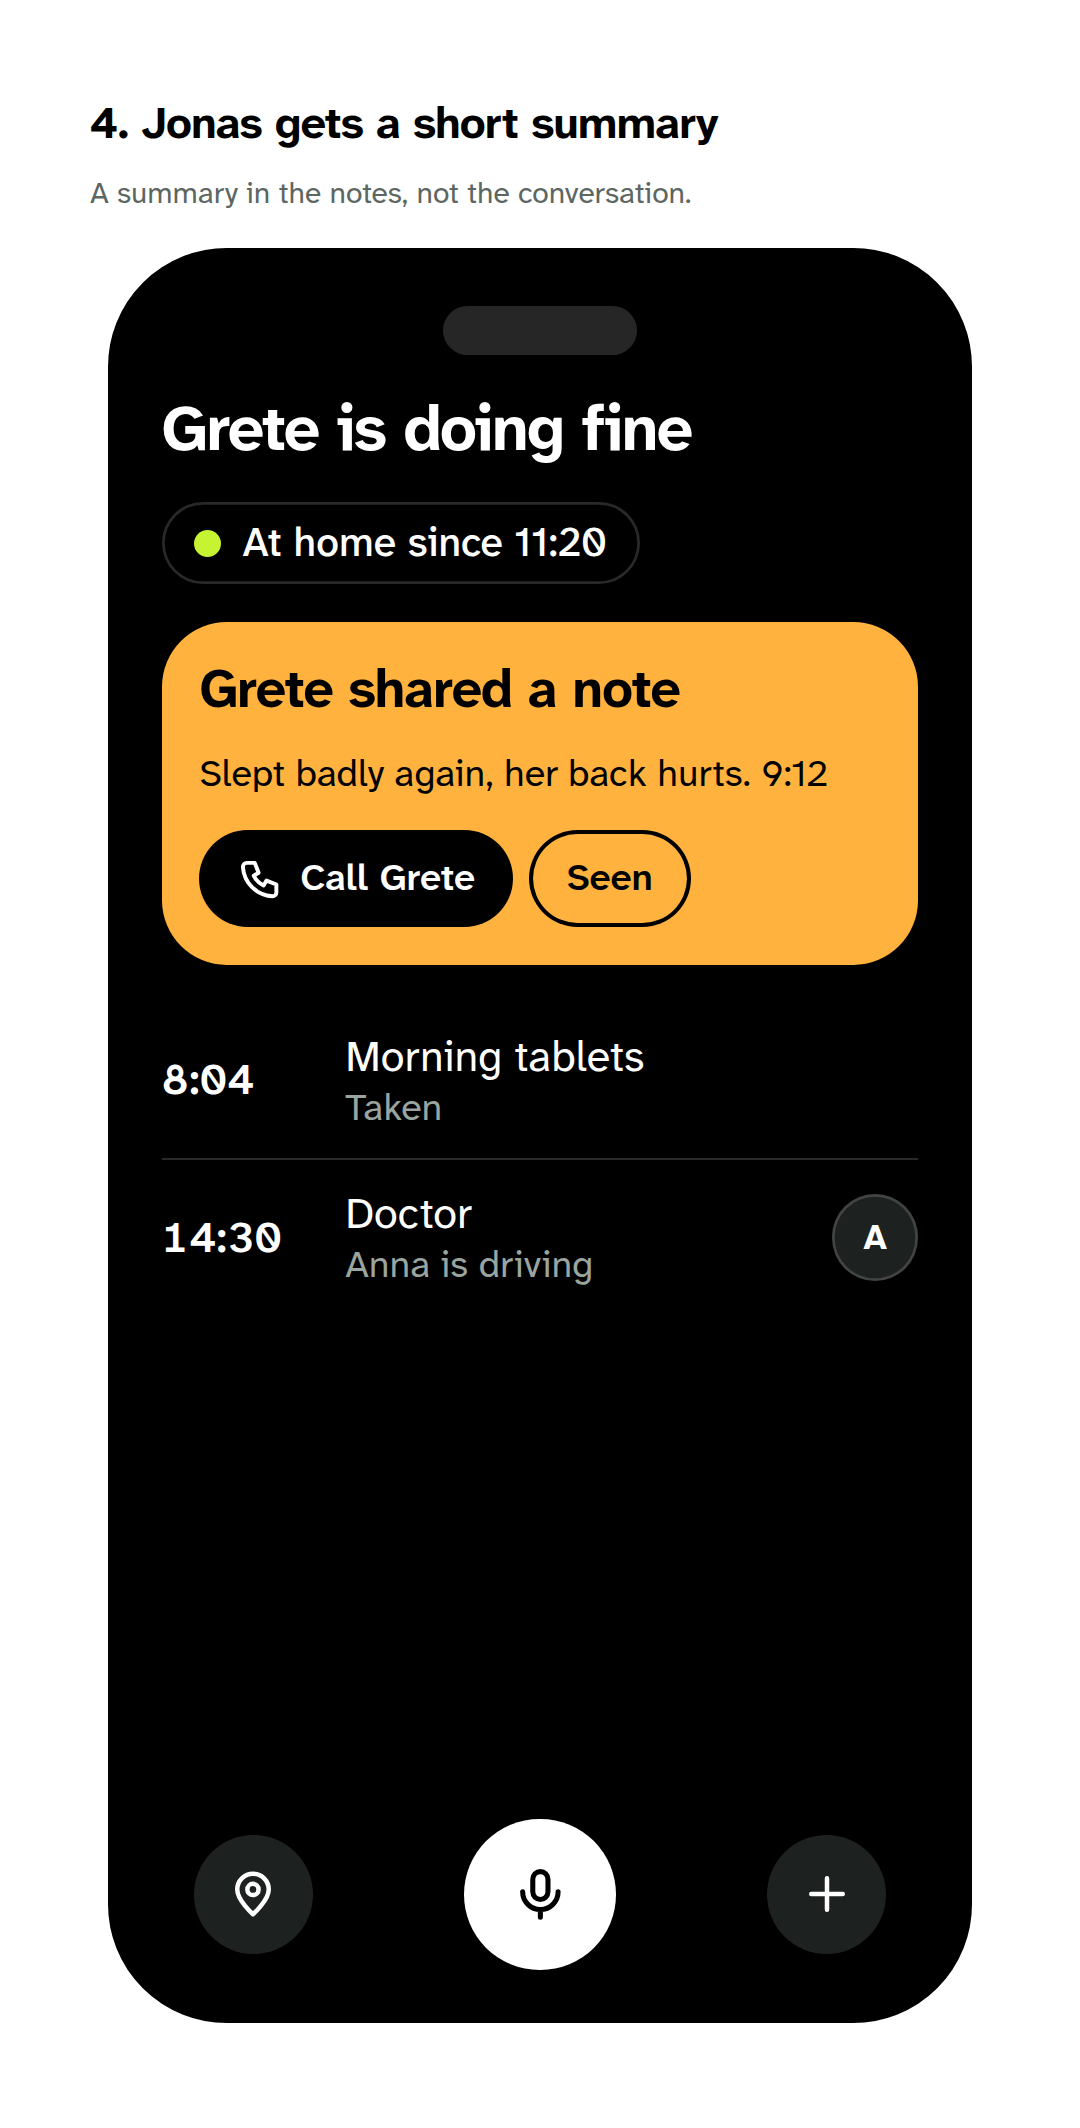 4. Jonas gets a short summary
A summary in the notes, not the conversation.
Grete is doing fine
At home since 11:20
Grete shared a note
Slept badly again, her back hurts. 9:12
Call Grete
Seen
8:04
Morning tablets
Taken
14:30
Doctor
Anna is driving
A